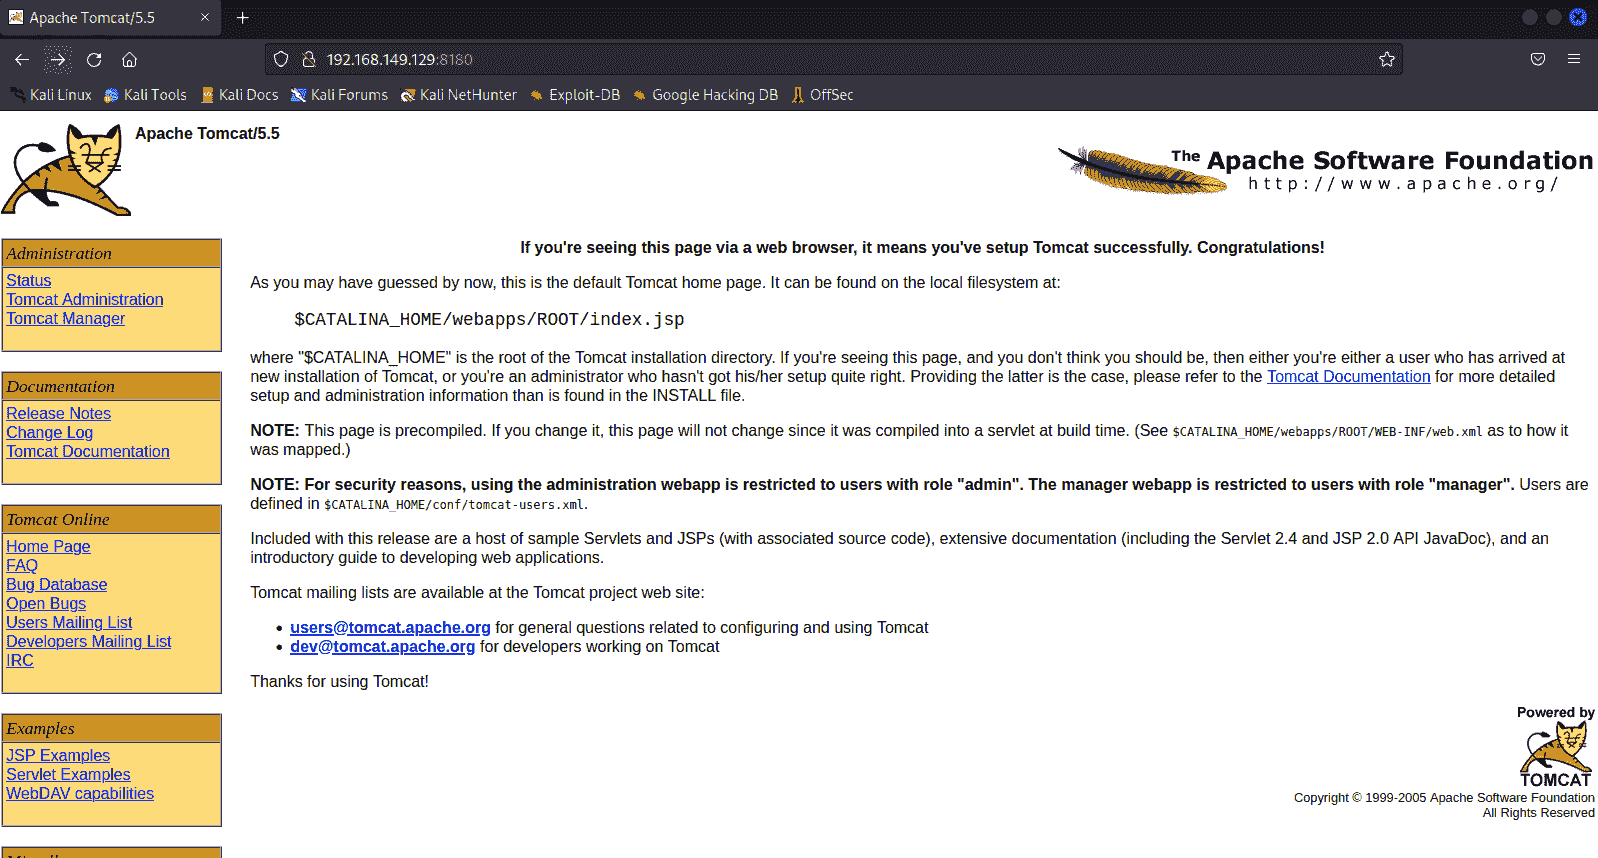 Apache Tomcat/5.5
192.168.149.129:8180
Kali Linux Kali Tools Kali Docs Kali Forums Kali NetHunter Exploit-DB Google Hacking DB OffSec
Apache Tomcat/5.5
The Apache Software Foundation
http://www.apache.org/
Administration
Status
Tomcat Administration
Tomcat Manager
Documentation
Release Notes
Change Log
Tomcat Documentation
Tomcat Online
Home Page
FAQ
Bug Database
Open Bugs
Users Mailing List
Developers Mailing List
IRC
Examples
JSP Examples
Servlet Examples
WebDAV capabilities
If you're seeing this page via a web browser, it means you've setup Tomcat successfully. Congratulations!
As you may have guessed by now, this is the default Tomcat home page. It can be found on the local filesystem at:
$CATALINA_HOME/webapps/ROOT/index.jsp
where "$CATALINA_HOME" is the root of the Tomcat installation directory. If you're seeing this page, and you don't think you should be, then either you're either a user who has arrived at
new installation of Tomcat, or you're an administrator who hasn't got his/her setup quite right. Providing the latter is the case, please refer to the Tomcat Documentation for more detailed
setup and administration information than is found in the INSTALL file.
NOTE: This page is precompiled. If you change it, this page will not change since it was compiled into a servlet at build time. (See $CATALINA_HOME/webapps/ROOT/WEB-INF/web.xml as to how it
was mapped.)
NOTE: For security reasons, using the administration webapp is restricted to users with role "admin". The manager webapp is restricted to users with role "manager". Users are
defined in $CATALINA_HOME/conf/tomcat-users.xml.
Included with this release are a host of sample Servlets and JSPs (with associated source code), extensive documentation (including the Servlet 2.4 and JSP 2.0 API JavaDoc), and an
introductory guide to developing web applications.
Tomcat mailing lists are available at the Tomcat project web site:
• users@tomcat.apache.org for general questions related to configuring and using Tomcat
• dev@tomcat.apache.org for developers working on Tomcat
Thanks for using Tomcat!
Powered by
TOMCAT
Copyright © 1999-2005 Apache Software Foundation
All Rights Reserved